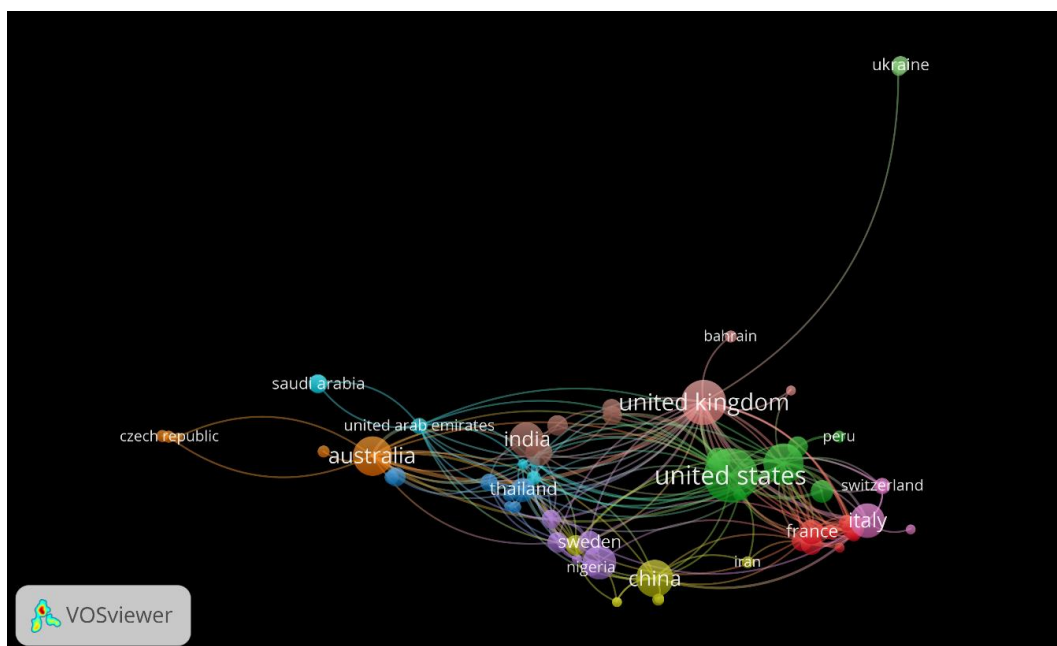 ukraine
bahrain
saudi arabia
united kingdom
united arab emirates
czech republic
india
peru
australia
united states
switzerland
thailand
italy
france
sweden
iran
nigeria
china
VOSviewer